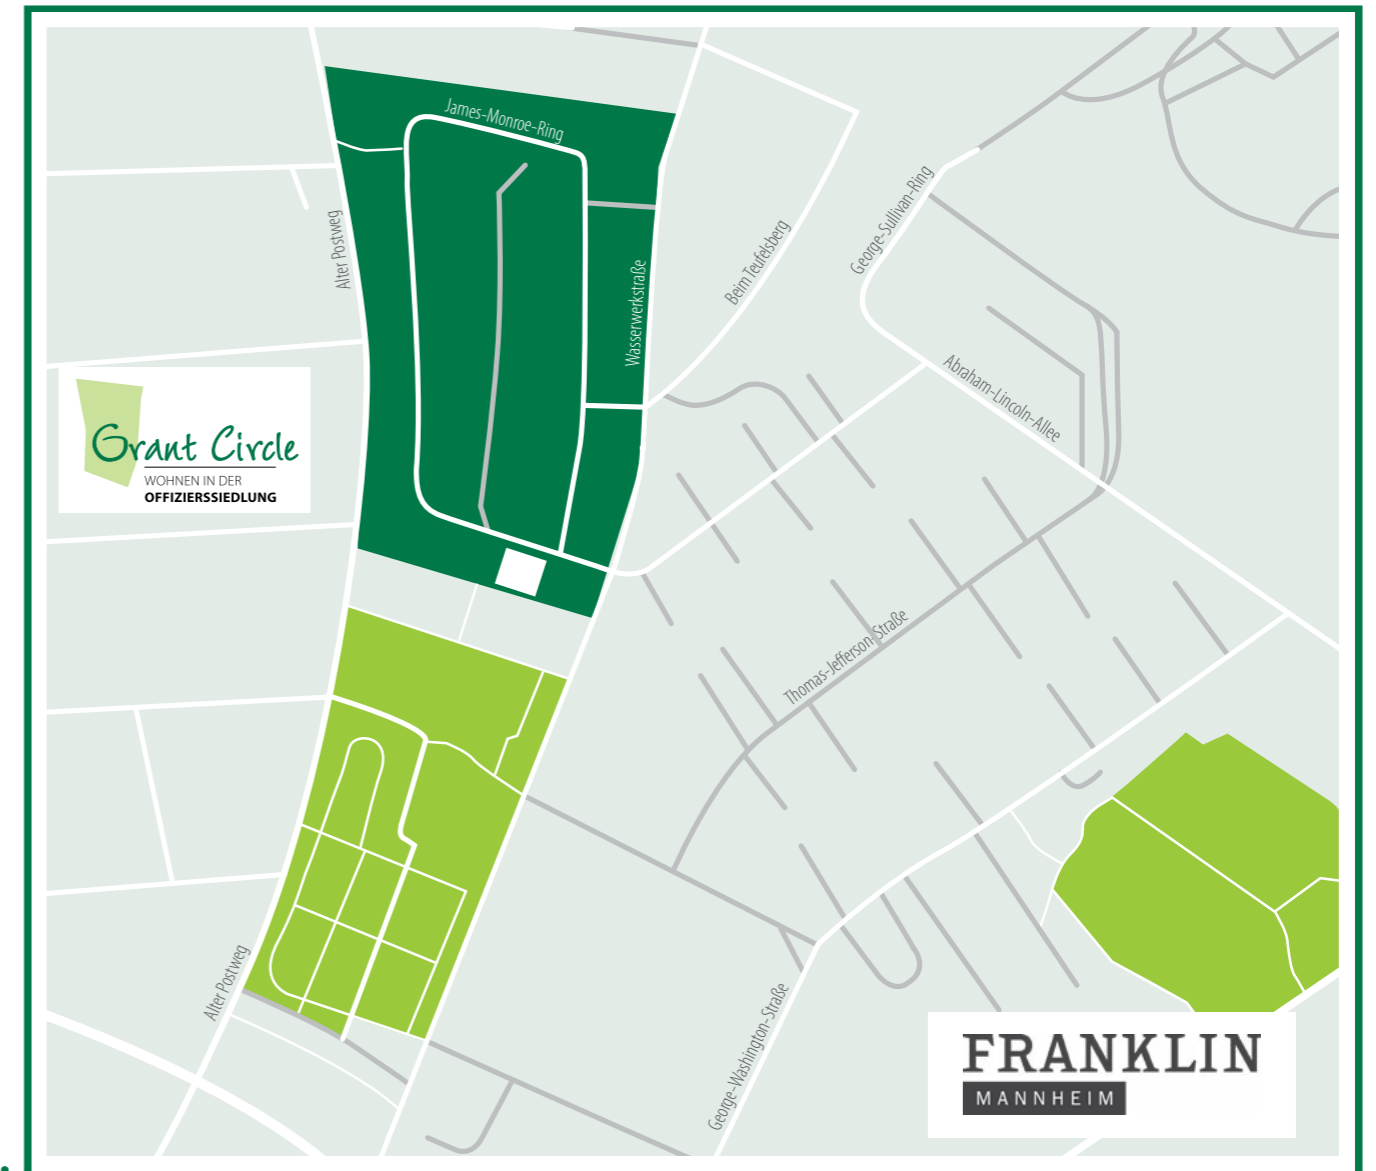 James-Monroe-Ring
Alter Postweg
Wasserwerkstraße
Beim Teufelsberg
George-Sullivan-Ring
Abraham-Lincoln-Allee
Grant Circle
WOHNEN IN DER
OFFIZIERSSIEDLUNG
Thomas-Jefferson-Straße
Alter Postweg
George-Washington-Straße
FRANKLIN
MANNHEIM